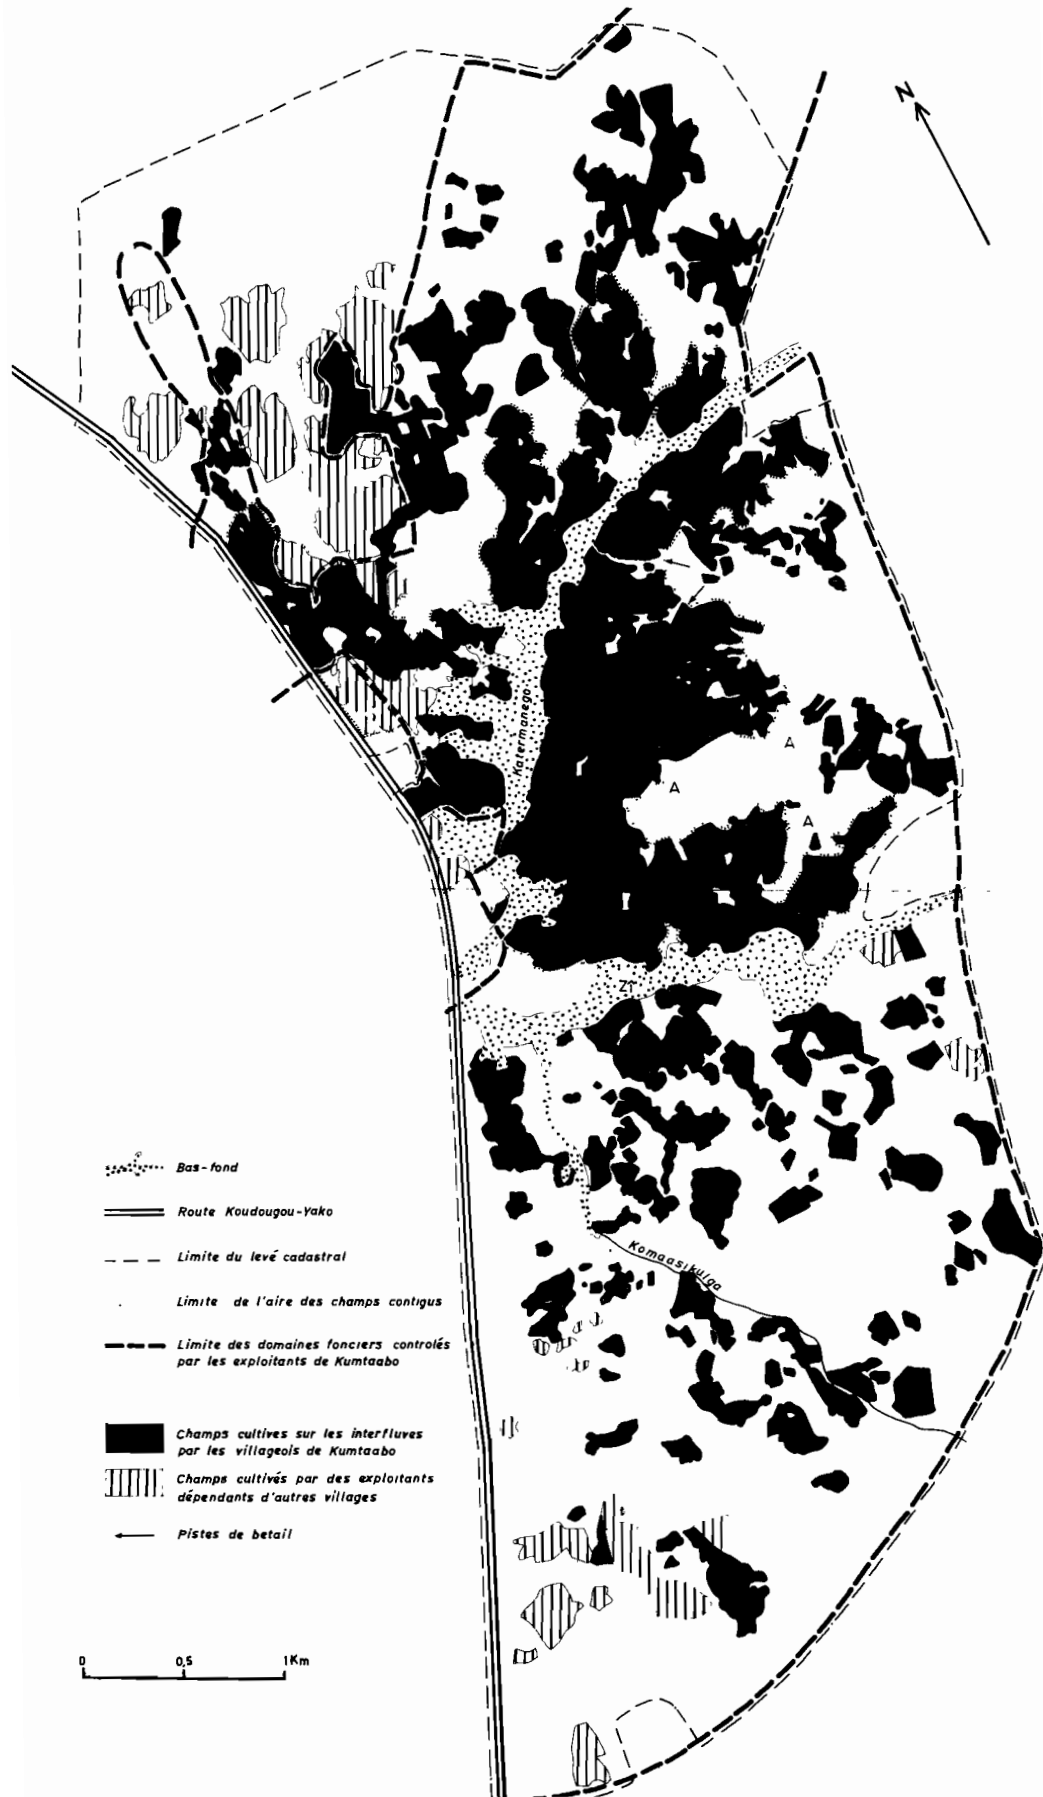 N
Katermanego
A
A
A
Z1
Komaasikulga
Bas-fond
Route Koudougou-Yako
Limite du levé cadastral
Limite de l'aire des champs contigus
Limite des domaines fonciers controlés
par les exploitants de Kumtaabo
Champs cultives sur les interfluves
par les villageois de Kumtaabo
Champs cultivés par des exploitants
dépendants d'autres villages
Pistes de betail
0 0,5 1Km